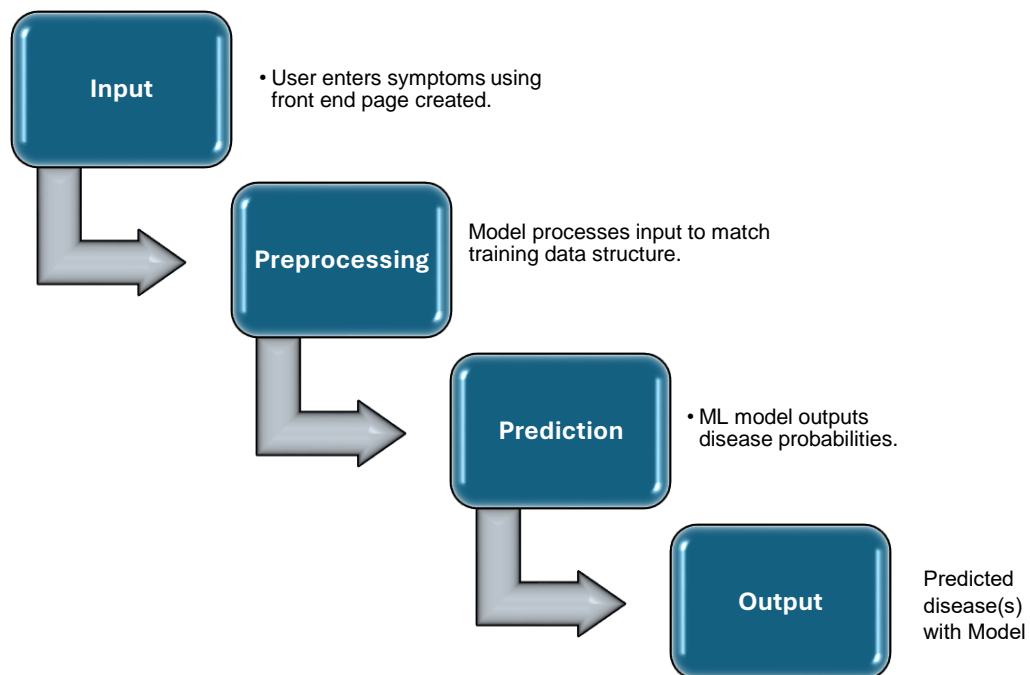 Input
• User enters symptoms using
front end page created.
Preprocessing
Model processes input to match
training data structure.
Prediction
• ML model outputs
disease probabilities.
Output
Predicted
disease(s)
with Model